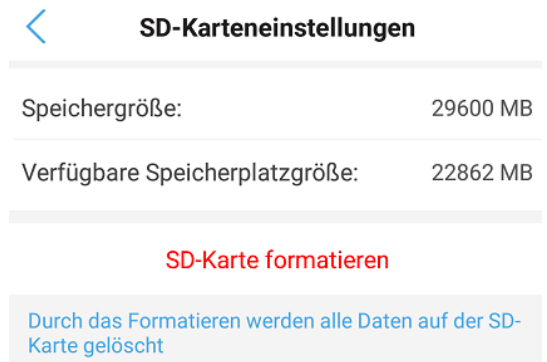 SD-Karteneinstellungen
Speichergröße: 29600 MB
Verfügbare Speicherplatzgröße: 22862 MB
SD-Karte formatieren
Durch das Formatieren werden alle Daten auf der SD-
Karte gelöscht